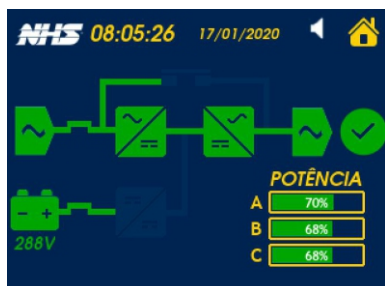 NHS 08:05:26 17/01/2020
POTÊNCIA
A 70%
B 68%
C 68%
288V